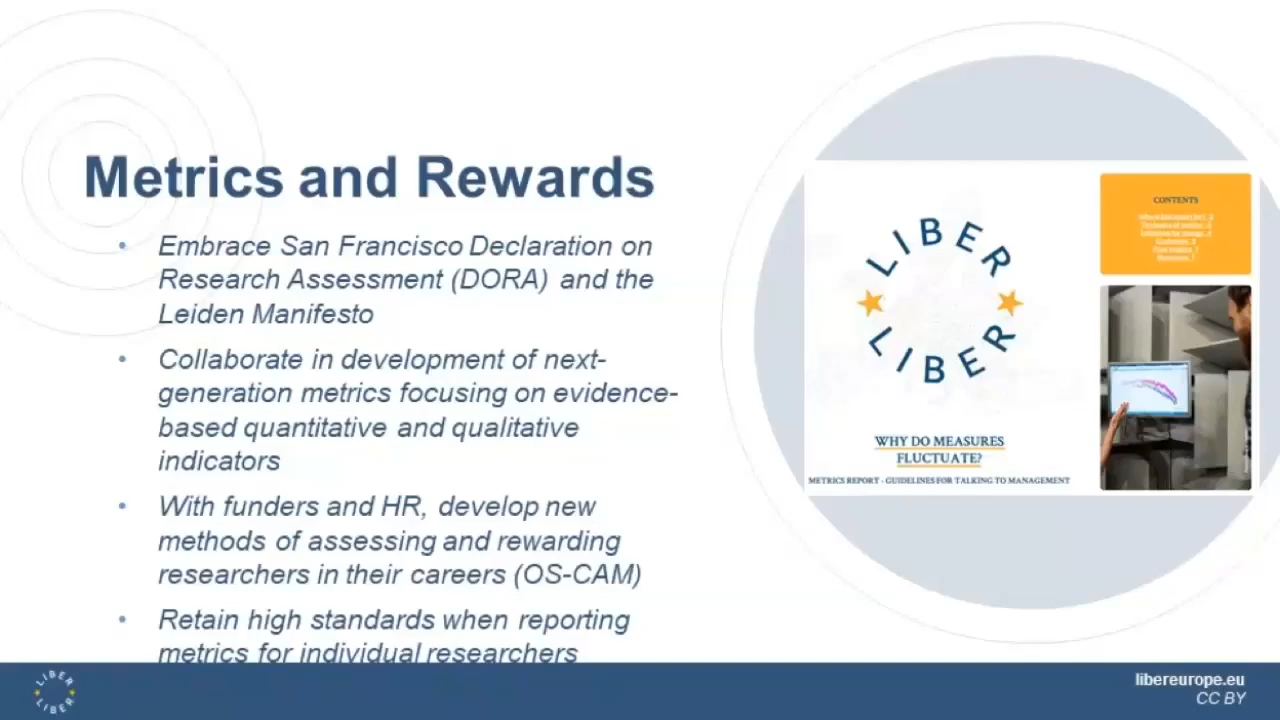 Metrics and Rewards
• Embrace San Francisco Declaration on
Research Assessment (DORA) and the
Leiden Manifesto
• Collaborate in development of next-
generation metrics focusing on evidence-
based quantitative and qualitative
indicators
• With funders and HR, develop new
methods of assessing and rewarding
researchers in their careers (OS-CAM)
• Retain high standards when reporting
metrics for individual researchers
LIBER
LIBER
WHY DO MEASURES
FLUCTUATE?
METRICS REPORT - GUIDELINES FOR TALKING TO MANAGEMENT
CONTENTS
LIBER
LIBER
libereurope.eu
CC BY